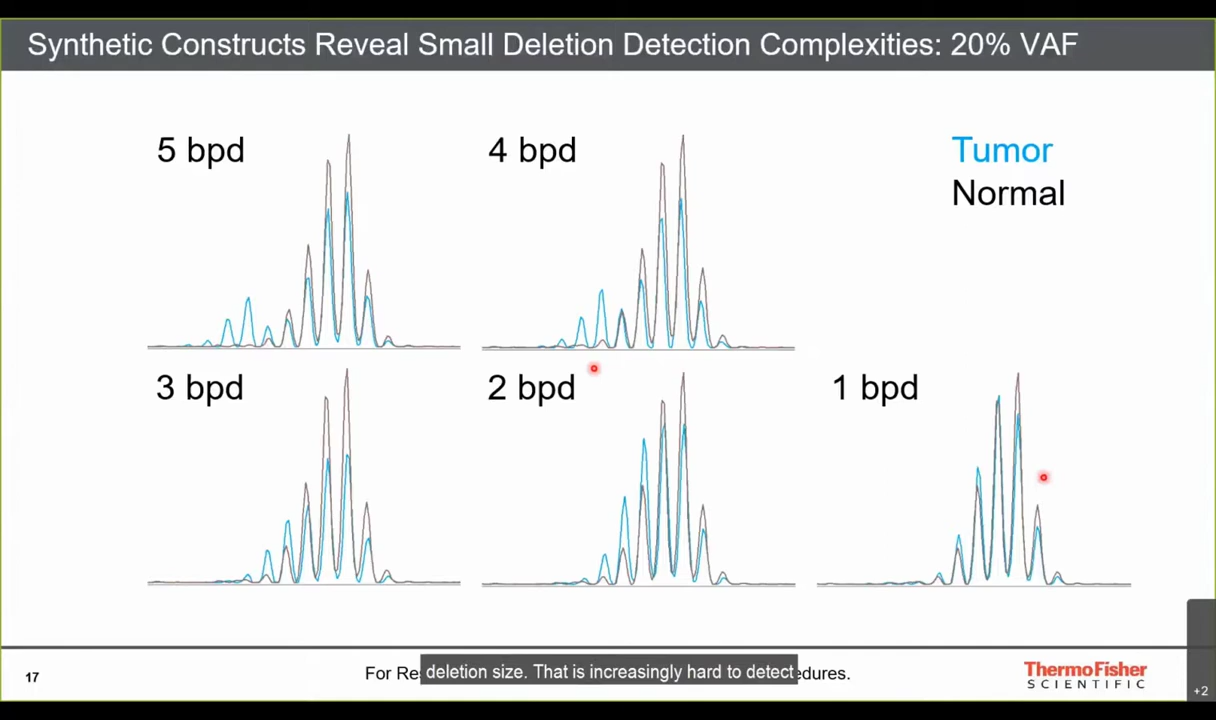 Synthetic Constructs Reveal Small Deletion Detection Complexities: 20% VAF
5 bpd
4 bpd
Tumor
Normal
3 bpd
2 bpd
1 bpd
17
For Re
deletion size. That is increasingly hard to detect
edures.
ThermoFisher
SCIENTIFIC
+2